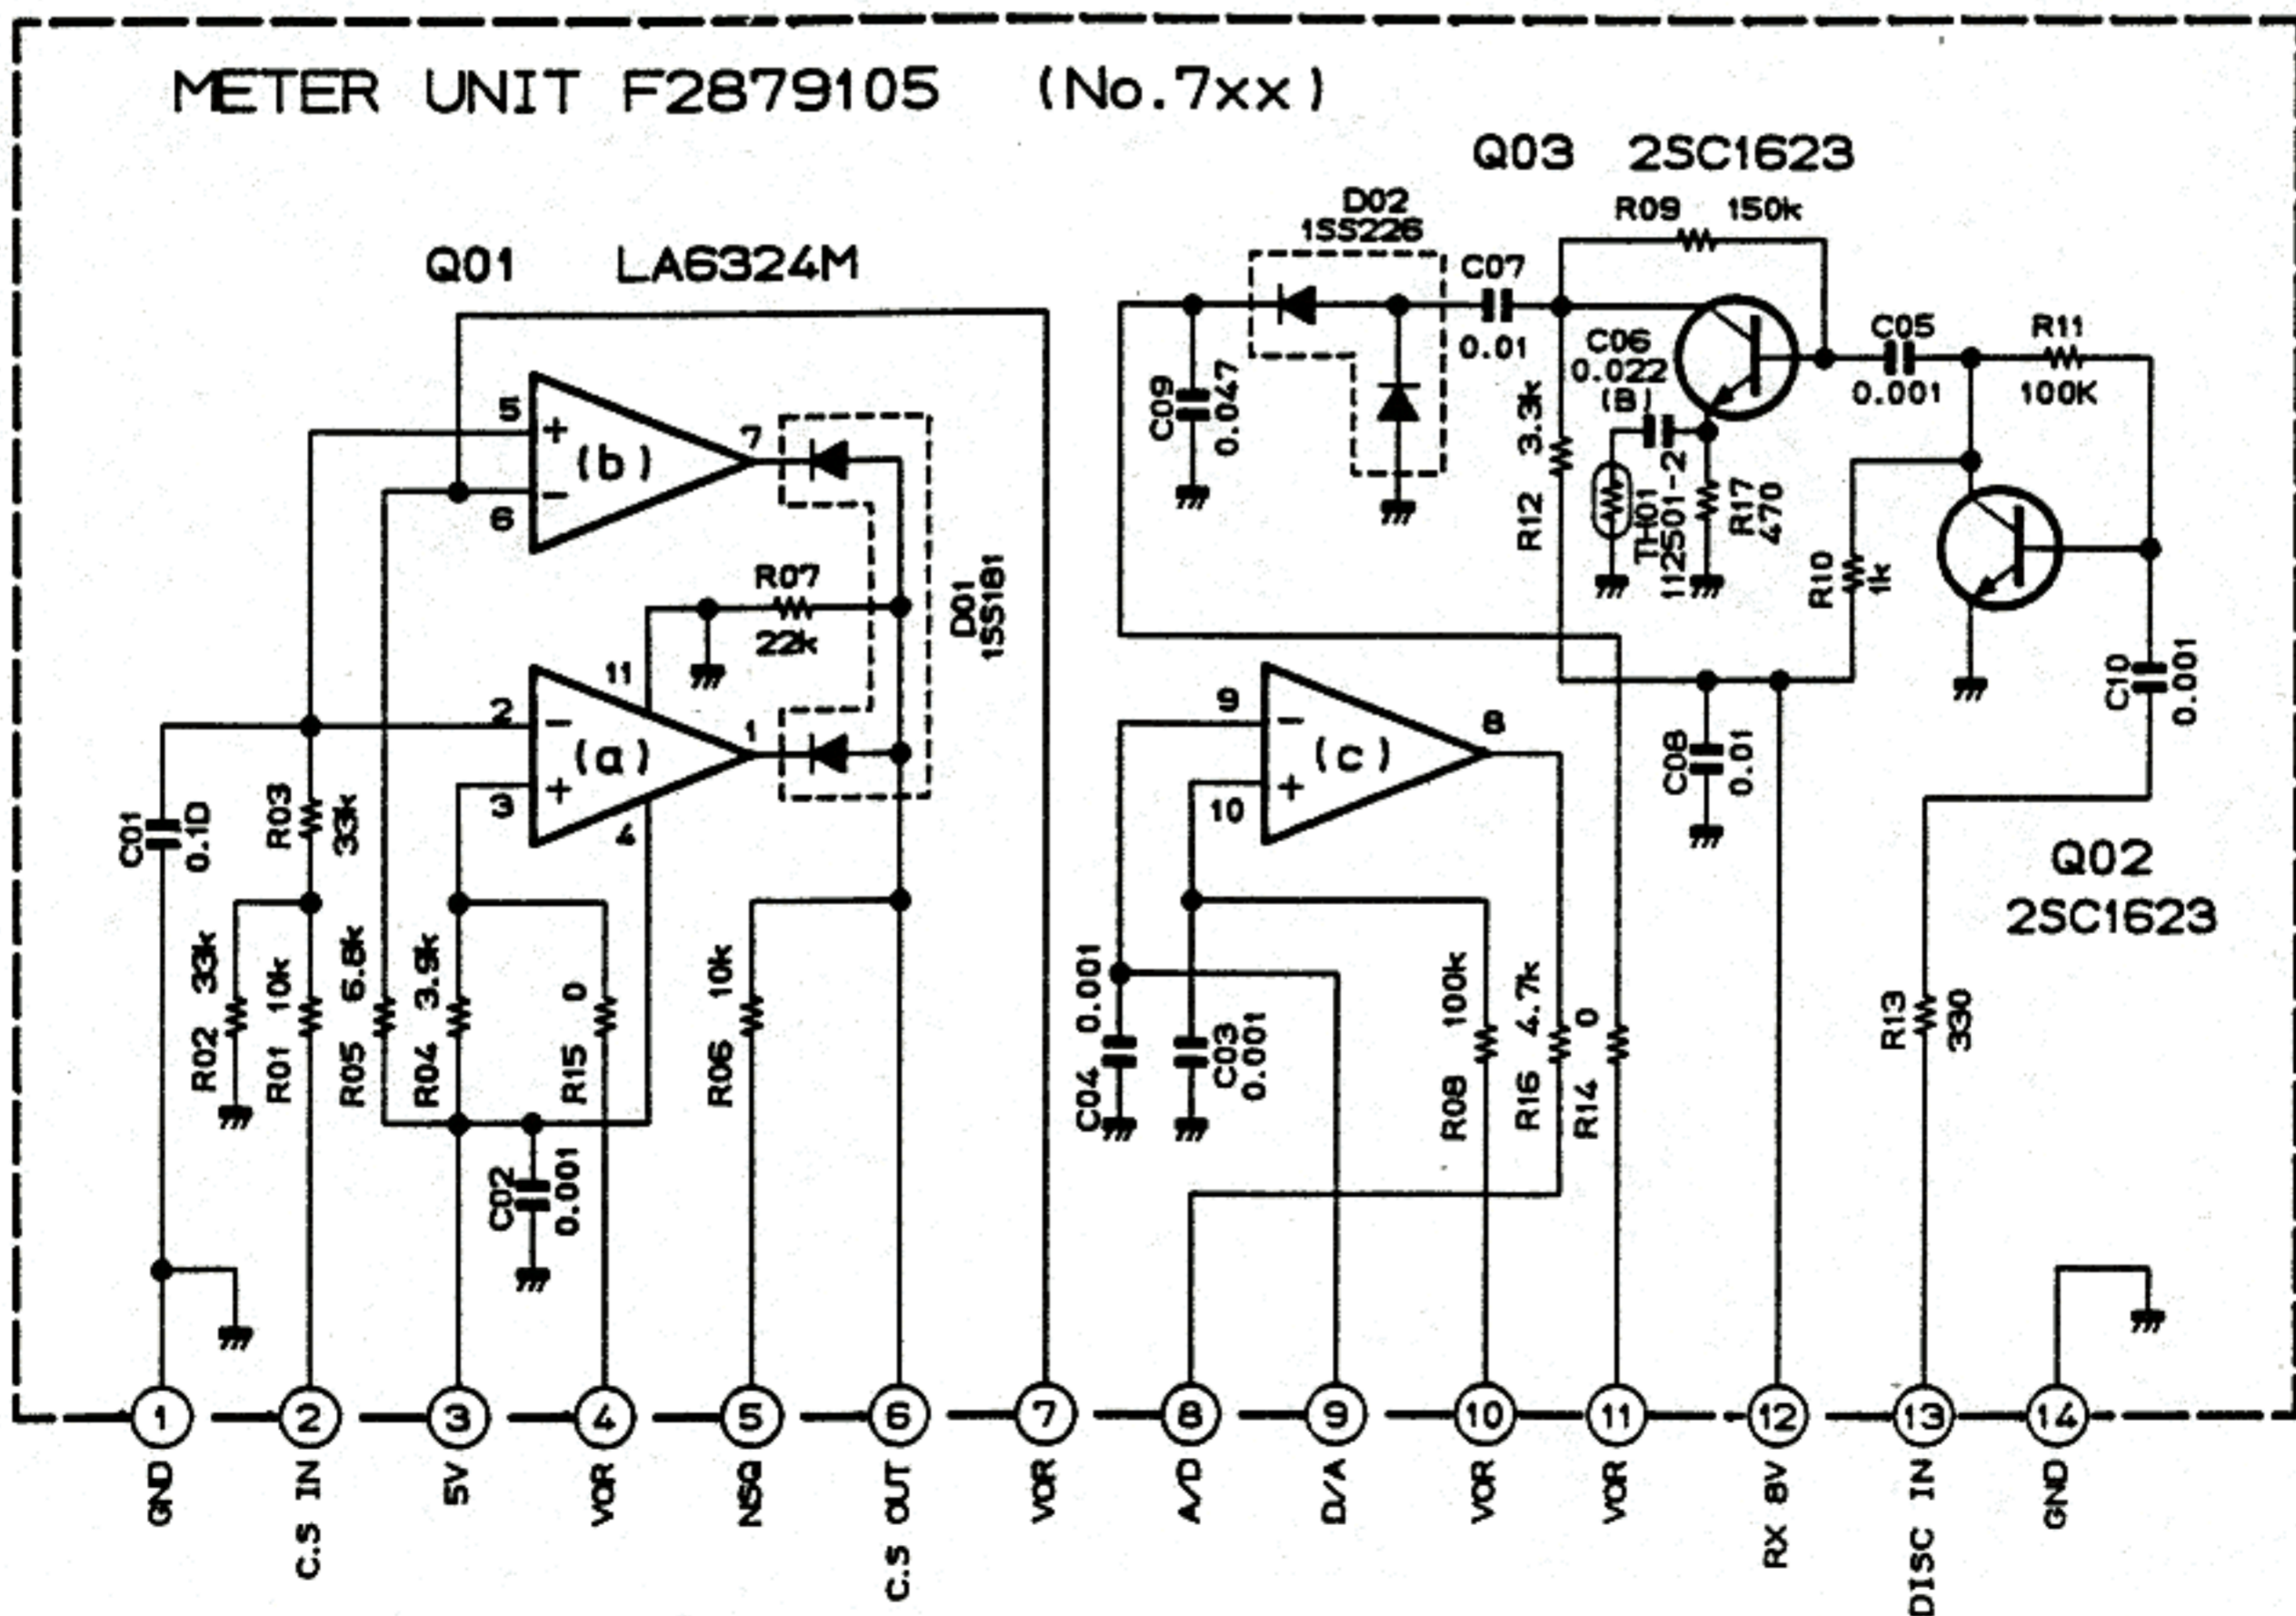 METER UNIT F2879105 (No.7xx)
Q03 2SC1623
R09 150k
D02
1SS226
C07
0.01
Q01 LA6324M
C06
0.022
(B)
C05
0.001
R11
100K
C09
0.047
R12 3.3k
TH01
112501-2
R17
470
R10
1k
5
+
(b)
7
-
6
R07
22k
D01
1SS181
11
2
-
(a)
1
3
+
4
9
-
(c)
8
10
+
C08
0.01
C10
0.001
Q02
2SC1623
C01
0.1D
R03
33k
R02 33k
R01 10k
R05 6.8k
R04 3.9k
R15 0
R06 10k
C04 0.001
C03
0.001
R08 100k
R16 4.7k
R14 0
R13
330
C02
0.001
1
2
3
4
5
6
7
8
9
10
11
12
13
14
GND
C.S IN
5V
VOR
NSQ
C.S OUT
VOR
A/D
D/A
VOR
VOR
RX 8V
DISC IN
GND